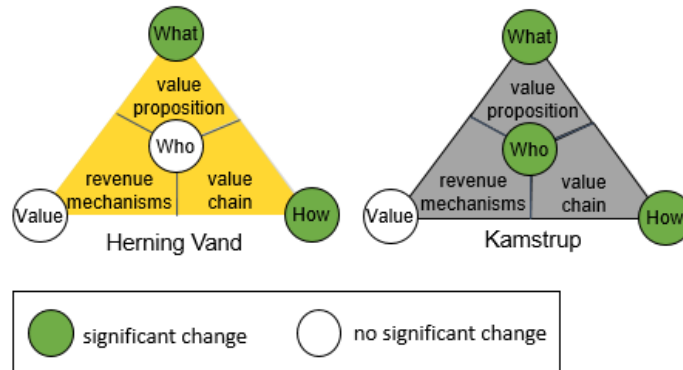 What
value
proposition
Who
revenue
mechanisms
value
chain
Value
How
Herning Vand
What
value
proposition
Who
revenue
mechanisms
value
chain
Value
How
Kamstrup
significant change
no significant change